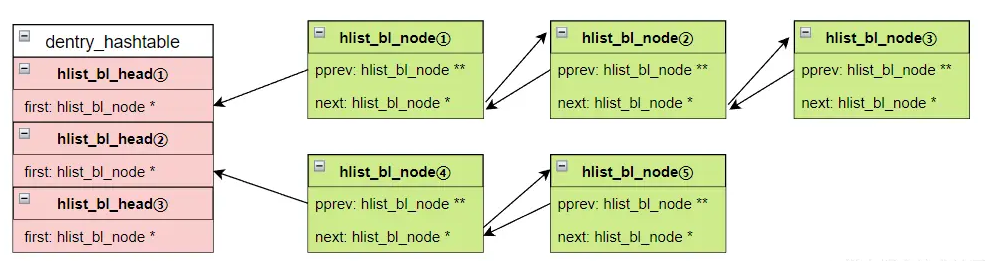 dentry_hashtable
hlist_bl_head①
first: hlist_bl_node *
hlist_bl_head②
first: hlist_bl_node *
hlist_bl_head③
first: hlist_bl_node *
hlist_bl_node①
pprev: hlist_bl_node **
next: hlist_bl_node *
hlist_bl_node②
pprev: hlist_bl_node **
next: hlist_bl_node *
hlist_bl_node③
pprev: hlist_bl_node **
next: hlist_bl_node *
hlist_bl_node④
pprev: hlist_bl_node **
next: hlist_bl_node *
hlist_bl_node⑤
pprev: hlist_bl_node **
next: hlist_bl_node *